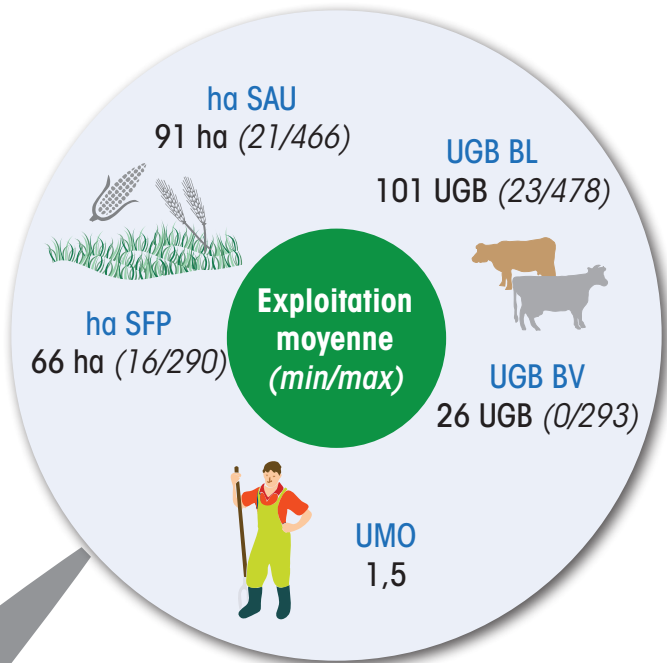 ha SAU
91 ha (21/466)
UGB BL
101 UGB (23/478)
Exploitation
moyenne
(min/max)
ha SFP
66 ha (16/290)
UGB BV
26 UGB (0/293)
UMO
1,5